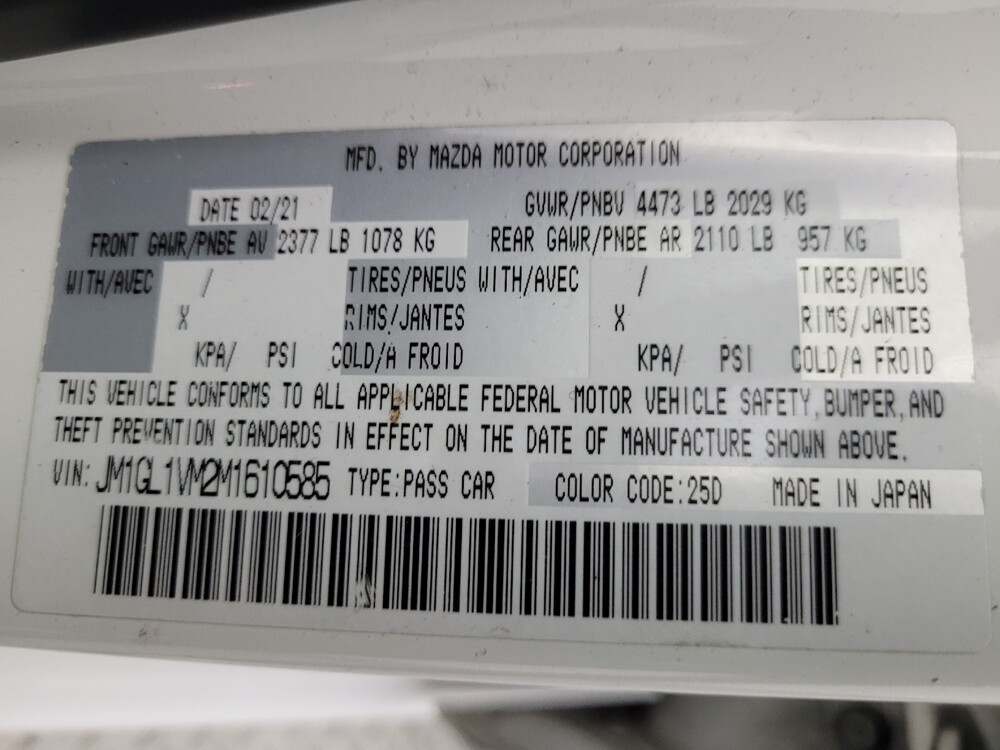 MFD. BY MAZDA MOTOR CORPORATION
DATE 02/21 GVWR/PNBV 4473 LB 2029 KG
FRONT GAWR/PNBE AV 2377 LB 1078 KG REAR GAWR/PNBE AR 2110 LB 957 KG
WITH/AVEC / TIRES/PNEUS WITH/AVEC / TIRES/PNEUS
X RIMS/JANTES X RIMS/JANTES
KPA/ PSI COLD/A FROID KPA/ PSI COLD/A FROID
THIS VEHICLE CONFORMS TO ALL APPLICABLE FEDERAL MOTOR VEHICLE SAFETY, BUMPER, AND
THEFT PREVENTION STANDARDS IN EFFECT ON THE DATE OF MANUFACTURE SHOWN ABOVE.
VIN: JM1GL1VM2M1610585 TYPE:PASS CAR COLOR CODE:25D MADE IN JAPAN